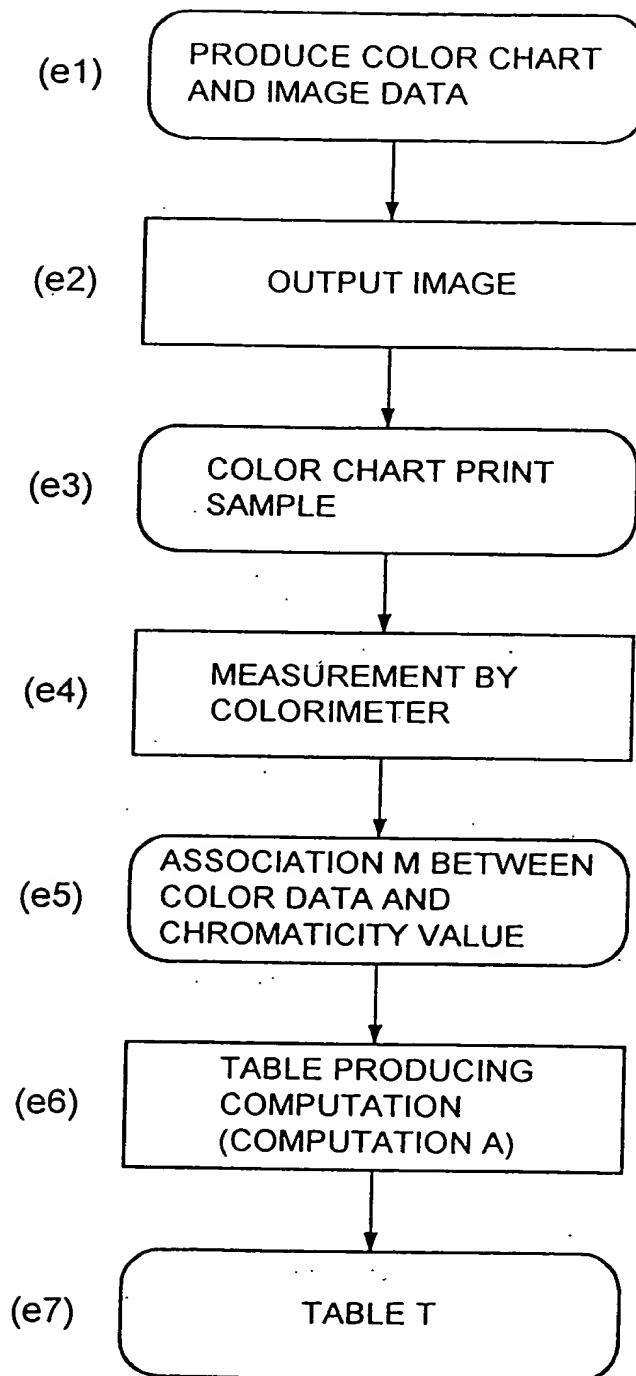 (e1)
PRODUCE COLOR CHART
AND IMAGE DATA
(e2)
OUTPUT IMAGE
(e3)
COLOR CHART PRINT
SAMPLE
(e4)
MEASUREMENT BY
COLORIMETER
(e5)
ASSOCIATION M BETWEEN
COLOR DATA AND
CHROMATICITY VALUE
(e6)
TABLE PRODUCING
COMPUTATION
(COMPUTATION A)
(e7)
TABLE T